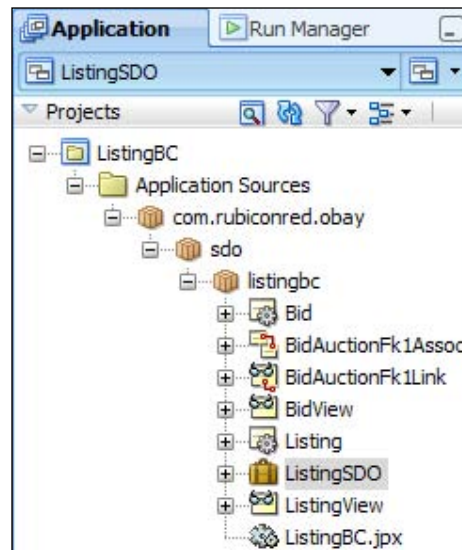 Application Run Manager
ListingSDO
Projects
ListingBC
Application Sources
com.rubiconred.obay
sdo
listingbc
Bid
BidAuctionFk1Assoc
BidAuctionFk1Link
BidView
Listing
ListingSDO
ListingView
ListingBC.jpx